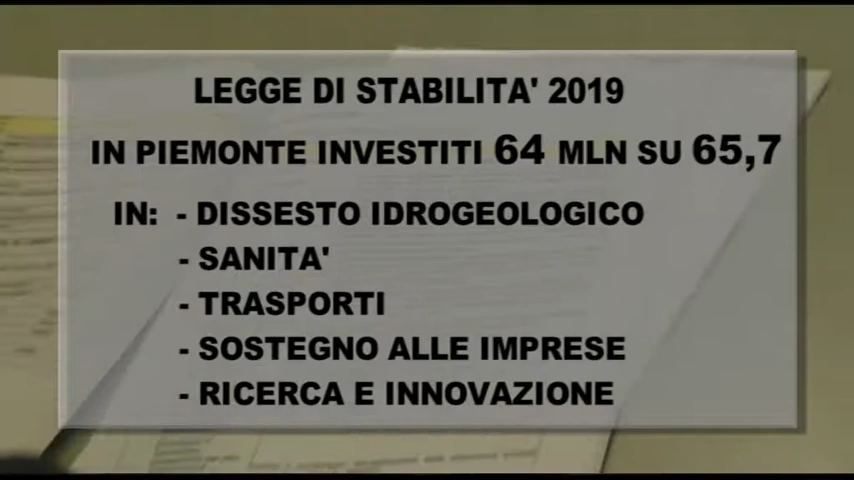 LEGGE DI STABILITA' 2019
IN PIEMONTE INVESTITI 64 MLN SU 65,7
IN: - DISSESTO IDROGEOLOGICO
- SANITA'
- TRASPORTI
- SOSTEGNO ALLE IMPRESE
- RICERCA E INNOVAZIONE